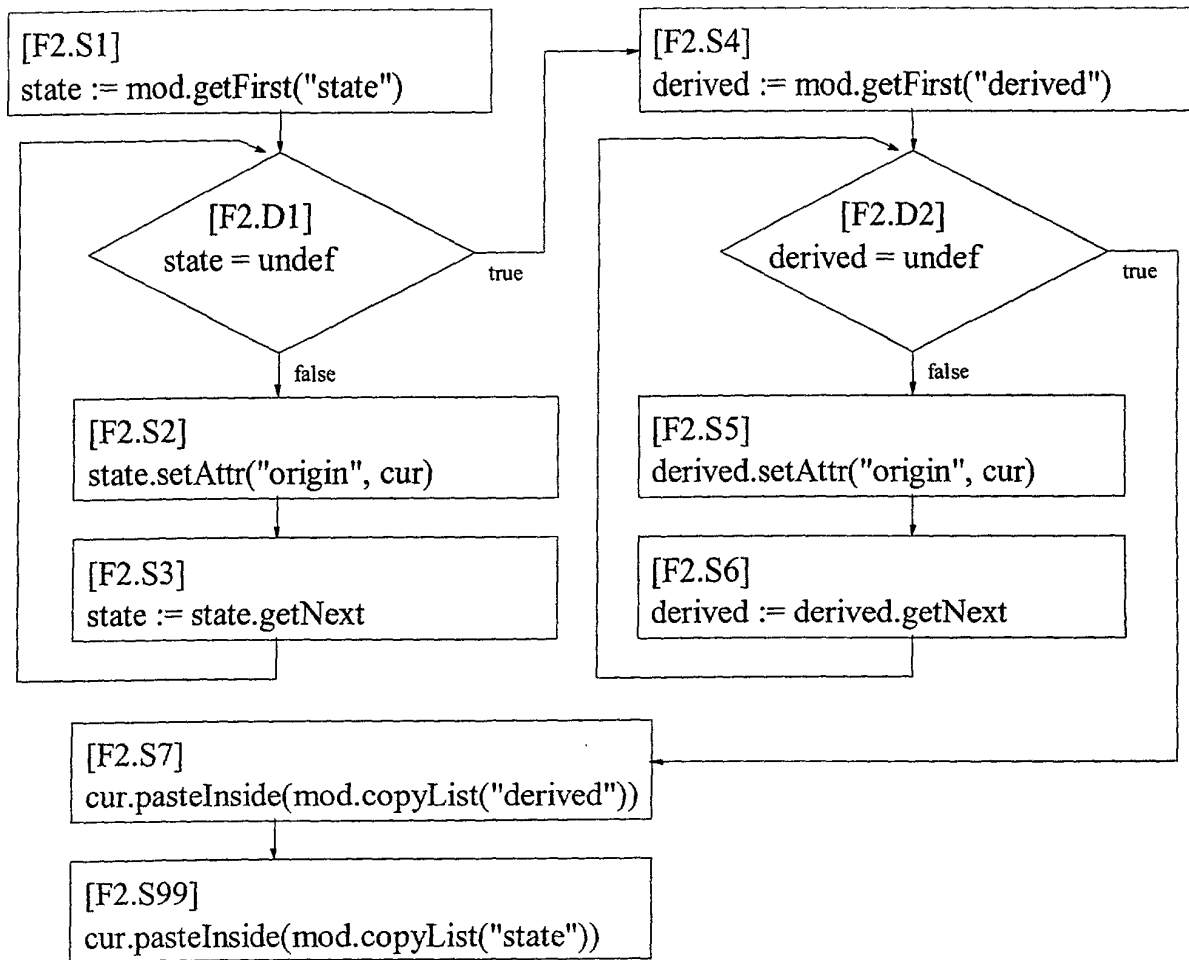 [F2.S1]
state := mod.getFirst("state")
[F2.D1]
state = undef
true
false
[F2.S2]
state.setAttr("origin", cur)
[F2.S3]
state := state.getNext
[F2.S4]
derived := mod.getFirst("derived")
[F2.D2]
derived = undef
true
false
[F2.S5]
derived.setAttr("origin", cur)
[F2.S6]
derived := derived.getNext
[F2.S7]
cur.pasteInside(mod.copyList("derived"))
[F2.S99]
cur.pasteInside(mod.copyList("state"))